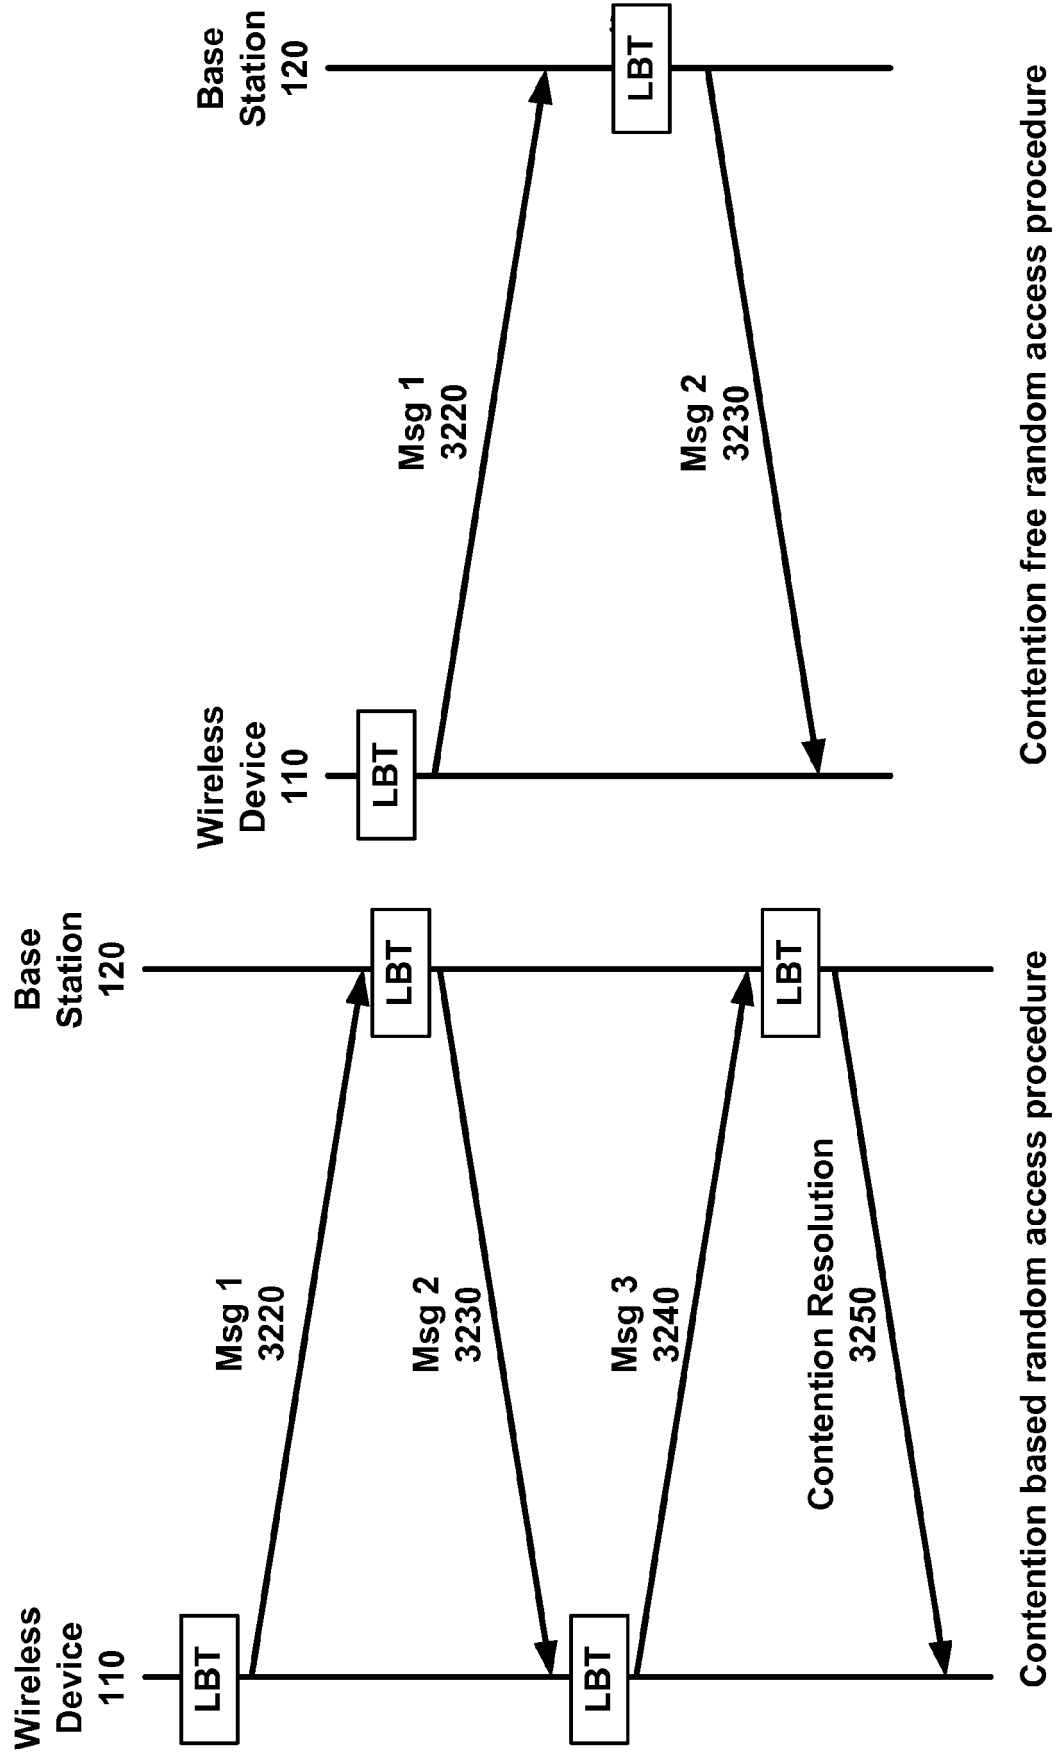 Wireless
Device
110
Base
Station
120
LBT
Msg 1
3220
LBT
Msg 2
3230
LBT
Msg 3
3240
LBT
Contention Resolution
3250
Contention based random access procedure
Wireless
Device
110
Base
Station
120
LBT
Msg 1
3220
LBT
Msg 2
3230
Contention free random access procedure